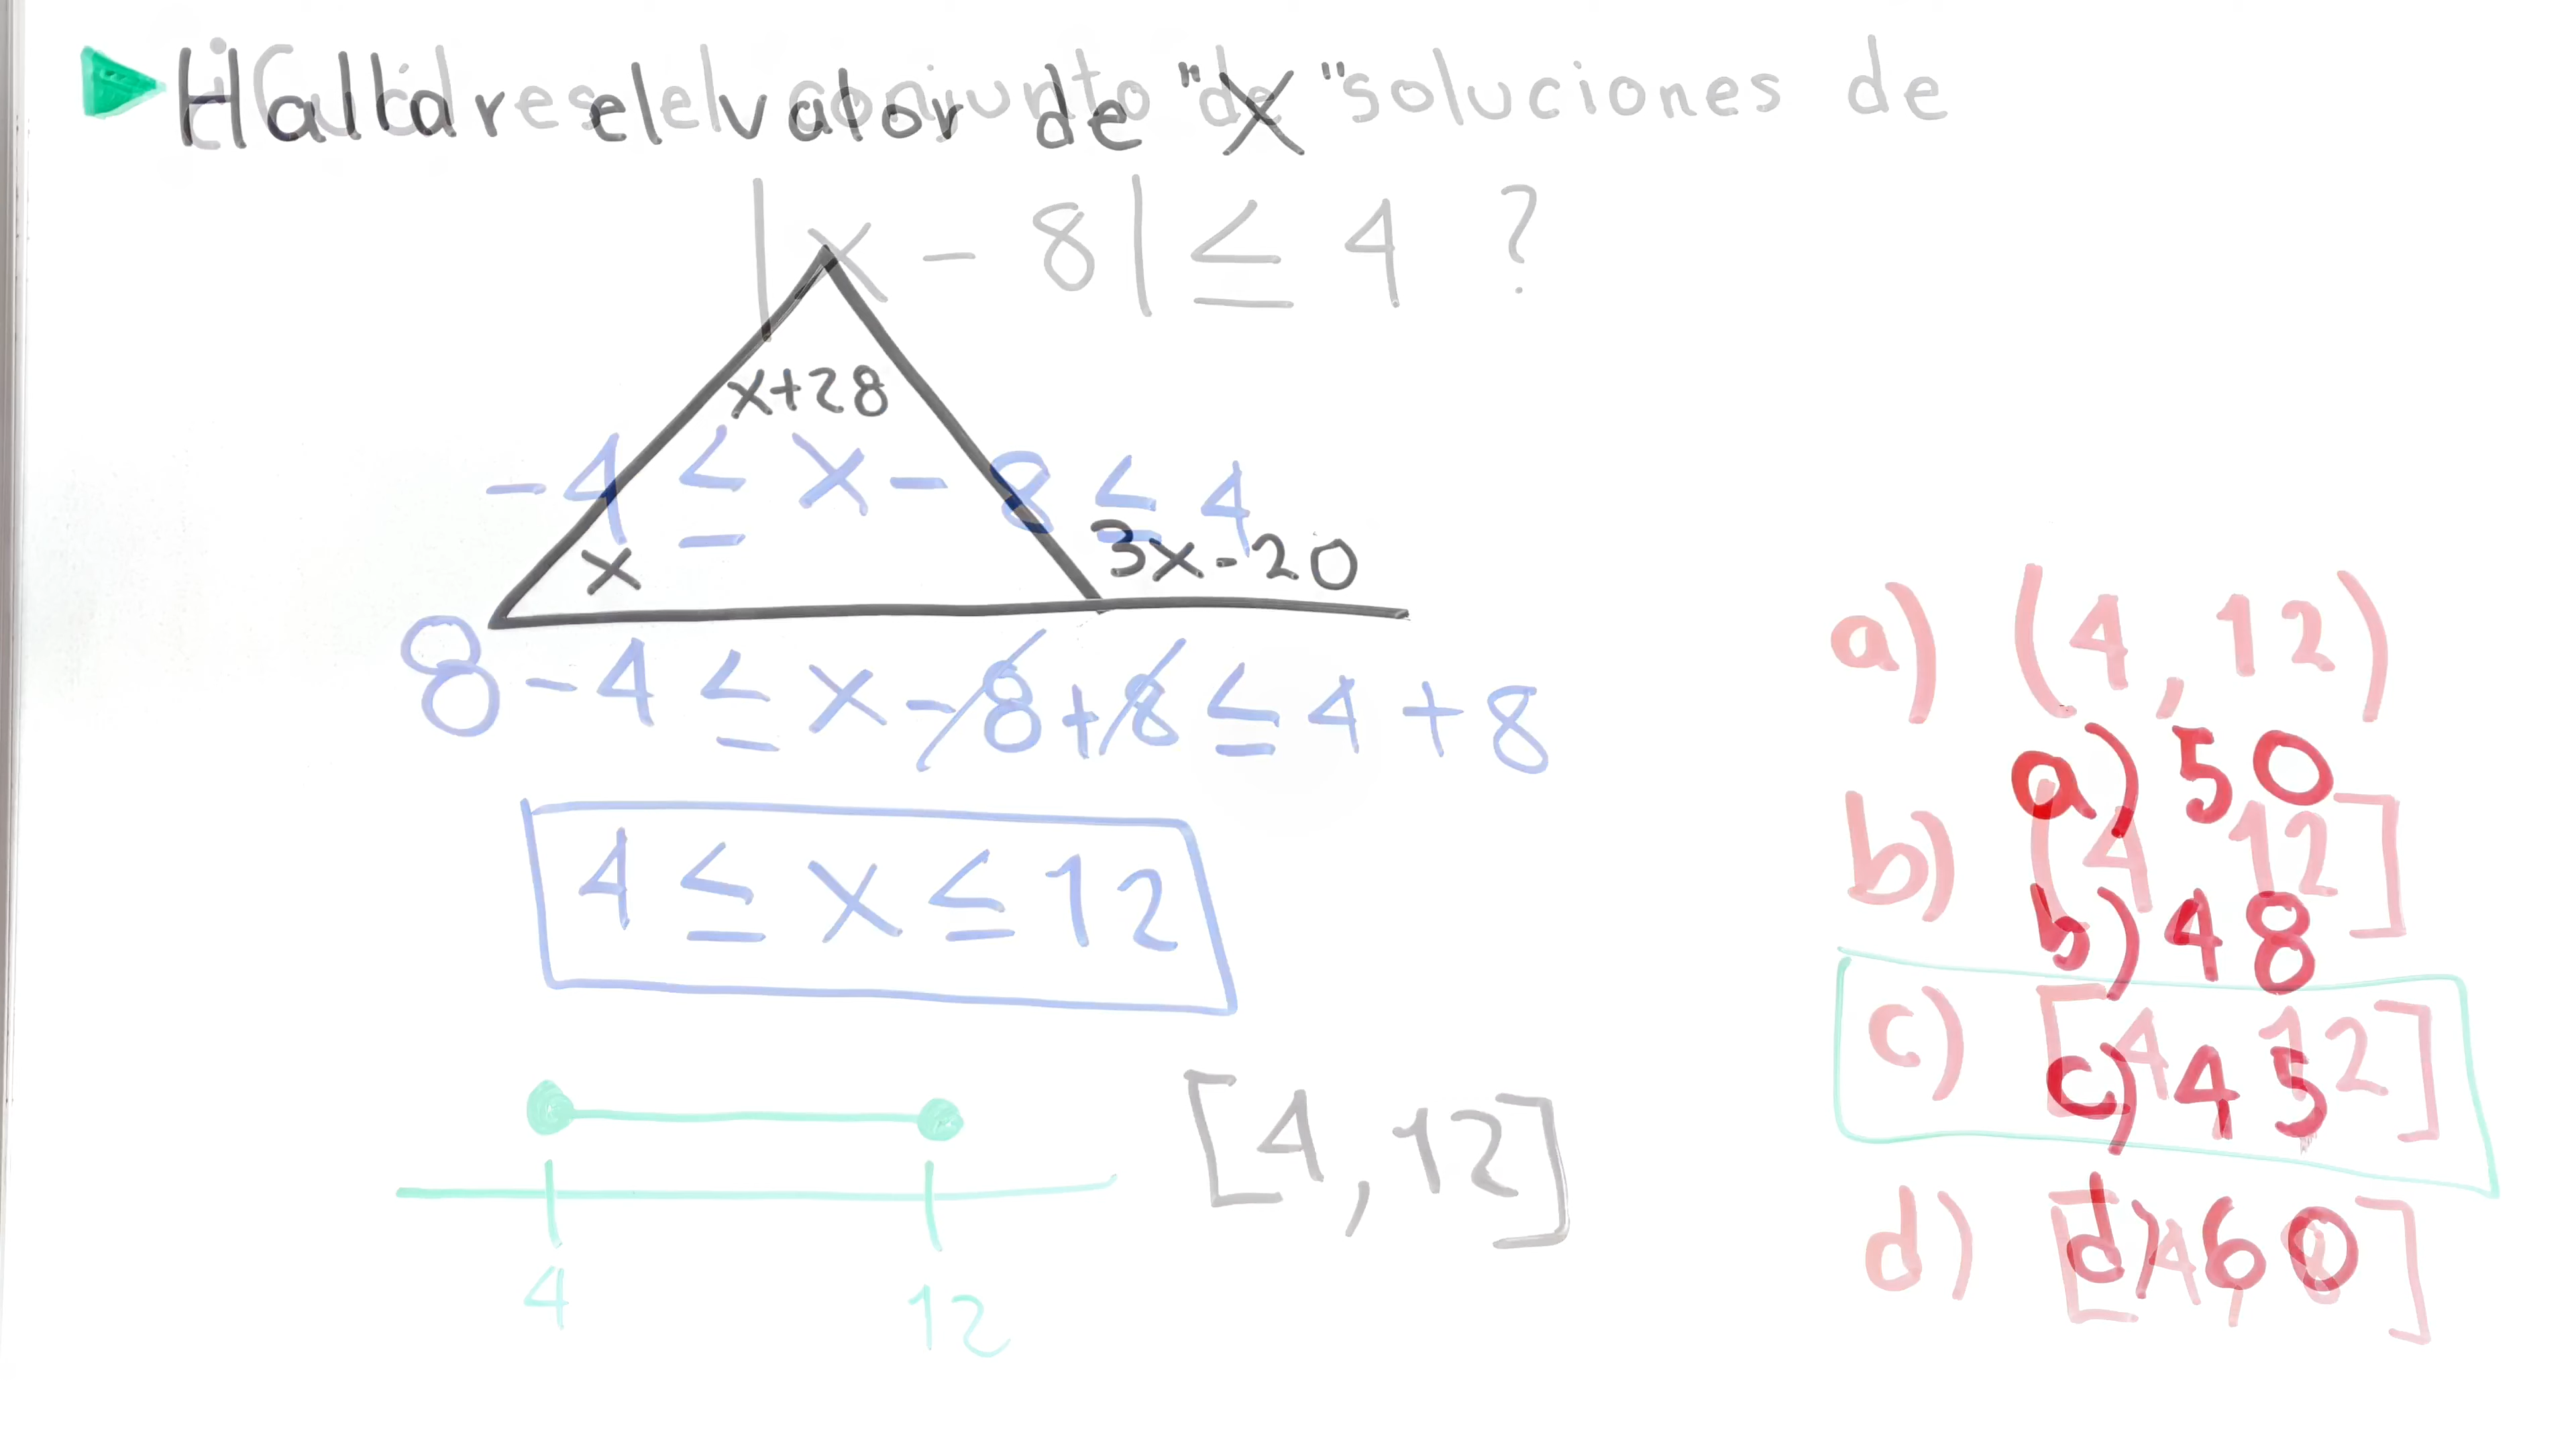 Hallar el valor de "X"
¿Cuál es el conjunto de soluciones de
|x - 8| ≤ 4 ?
x+28
-4 ≤ x - 8 ≤ 4
x
3x-20
8 - 4 ≤ x - 8 + 8 ≤ 4 + 8
4 ≤ x ≤ 12
[4, 12]
4
12
a) (4, 12)
b) (4, 12]
c) [4, 12]
d)
a) 50
b) 48
c) 45
d) 60